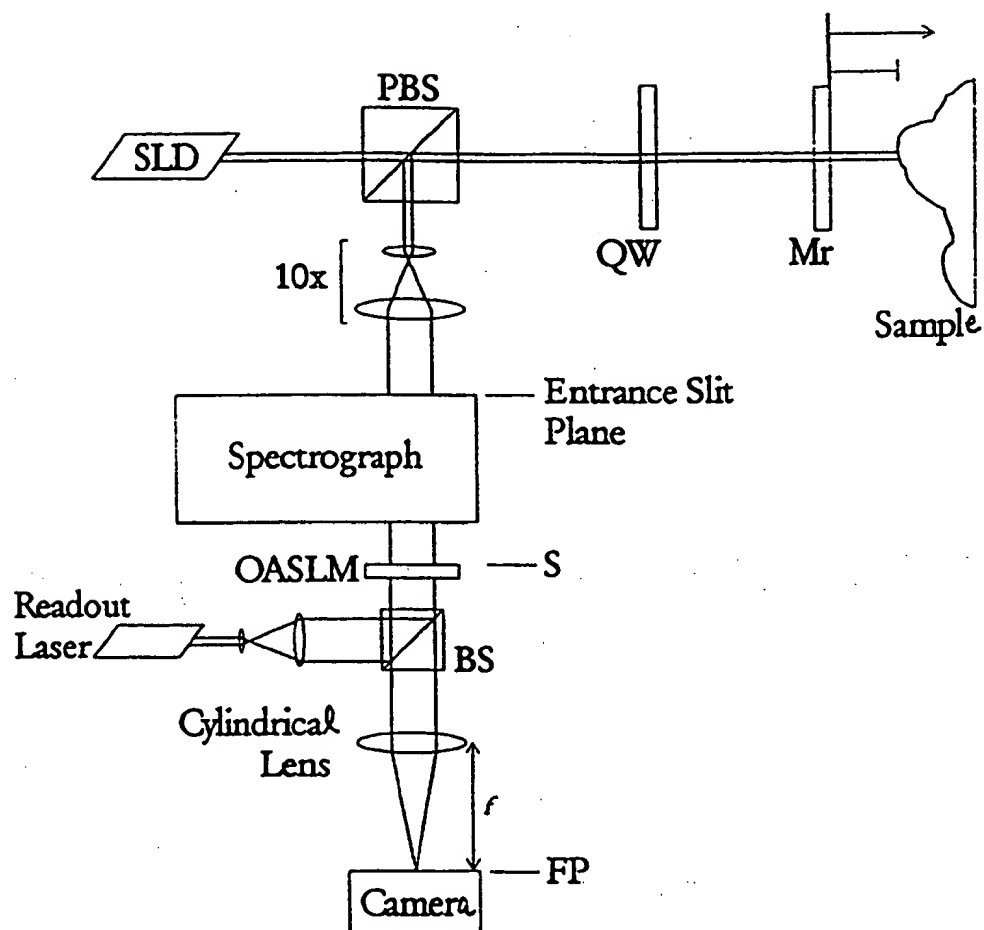 PBS
SLD
QW
Mr
10x
Sample
Entrance Slit
Plane
Spectrograph
OASLM
S
Readout
Laser
BS
Cylindrical
Lens
f
FP
Camera